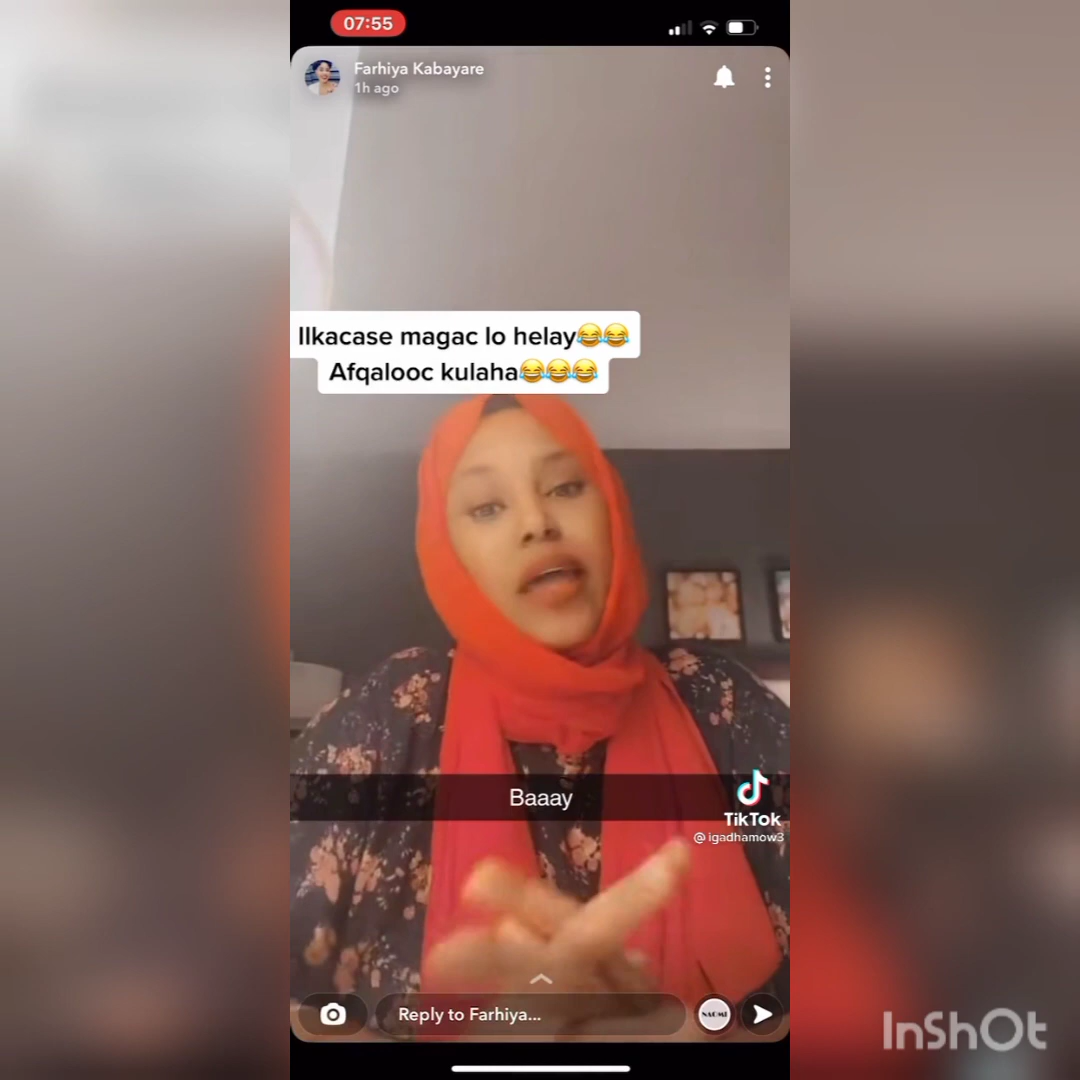 07:55
Farhiya Kabayare
1h ago
Ilkacase magac lo helay😂😂
Afqalooc kulaha😂😂😂
Baaay
TikTok
@igadhamow3
Reply to Farhiya...
NAOMI
InShOt